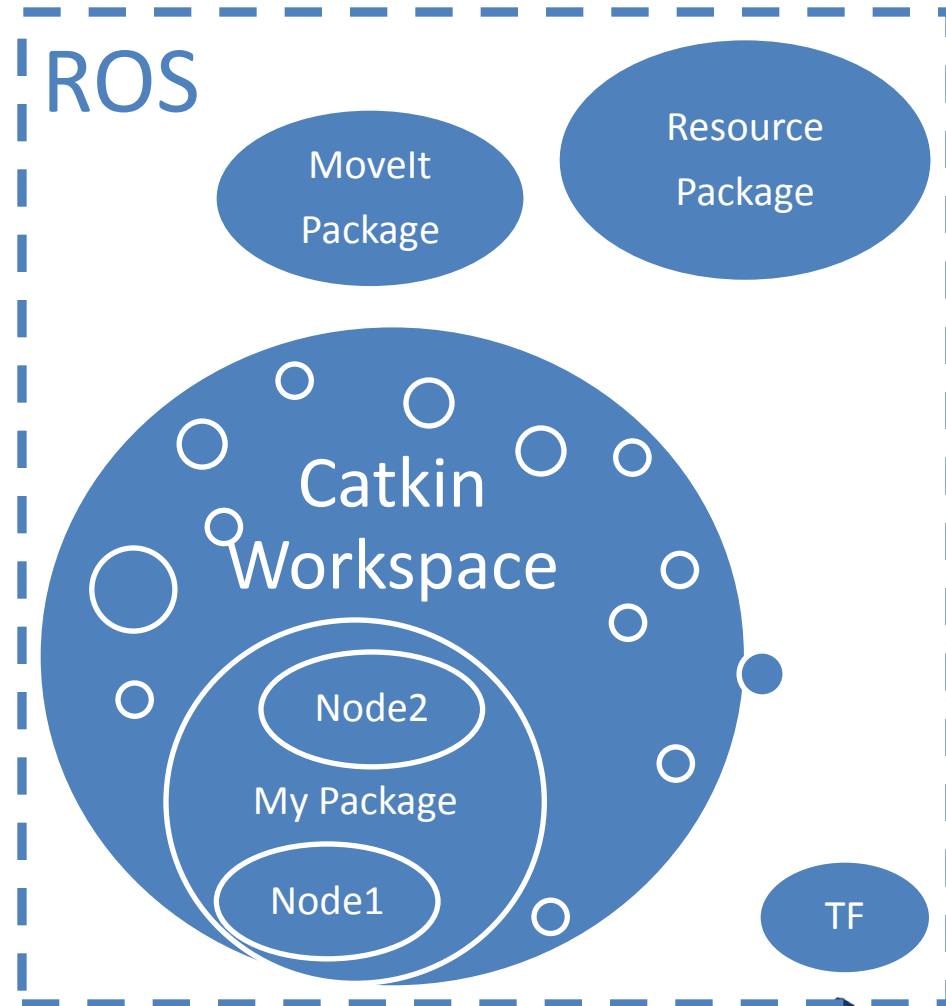 ROS
MoveIt
Package
Resource
Package
Catkin
Workspace
Node2
My Package
Node1
TF